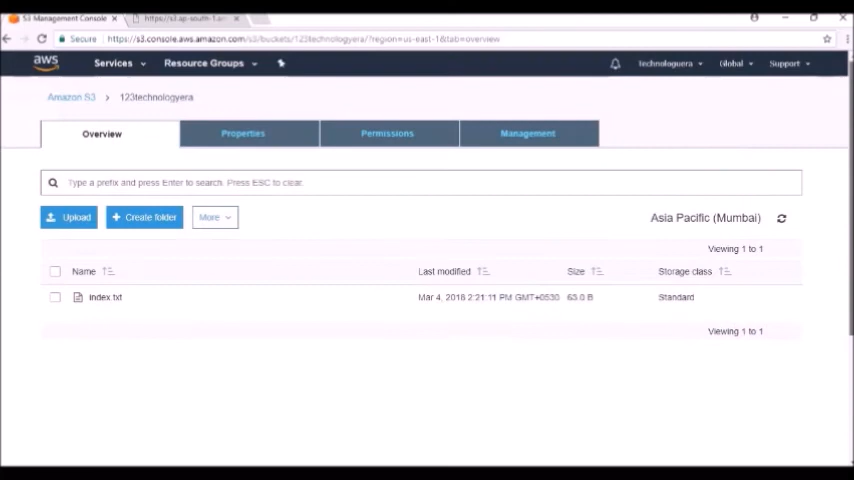 S3 Management Console
https://s3.ap-south-1.am
Secure https://s3.console.aws.amazon.com/s3/buckets/123technologyera/?region=us-east-1&tab=overview
aws Services Resource Groups technologuera Global Support
Amazon S3 > 123technologyera
Overview Properties Permissions Management
Type a prefix and press Enter to search. Press ESC to clear.
Upload + Create folder More Asia Pacific (Mumbai)
Viewing 1 to 1
Name Last modified Size Storage class
index.txt Mar 4, 2018 2:21:11 PM GMT+0530 63.0 B Standard
Viewing 1 to 1